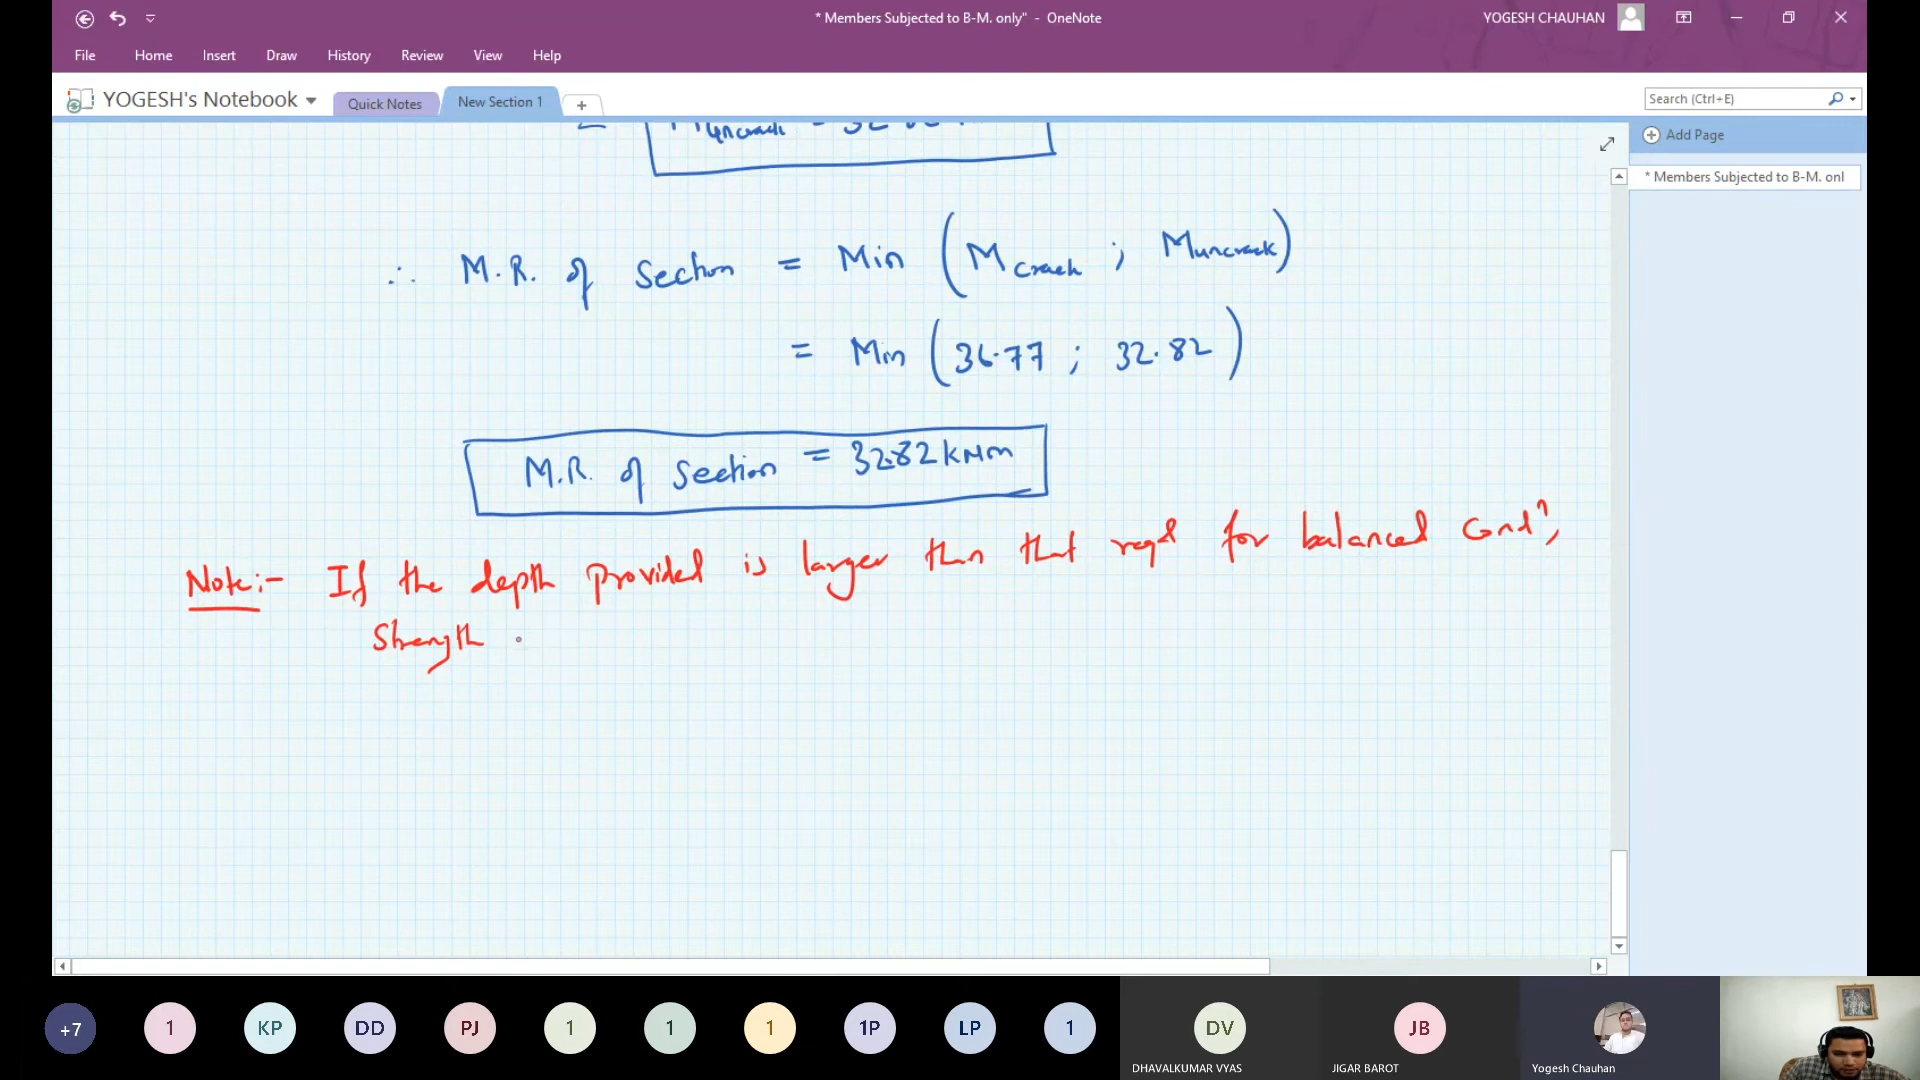 * Members Subjected to B-M. only" - OneNote
YOGESH CHAUHAN
File Home Insert Draw History Review View Help
YOGESH's Notebook
Quick Notes
New Section 1
Search (Ctrl+E)
Add Page
* Members Subjected to B-M. onl
∴ M.R. of Section = Min (Mcrack ; Muncrack)
= Min (36.77 ; 32.82)
M.R. of Section = 32.82 kNm
Note:- If the depth provided is larger than that reqd for balanced Condn,
Strength
+7
1
KP
DD
PJ
1
1
1
1P
LP
1
DV
DHAVALKUMAR VYAS
JB
JIGAR BAROT
Yogesh Chauhan